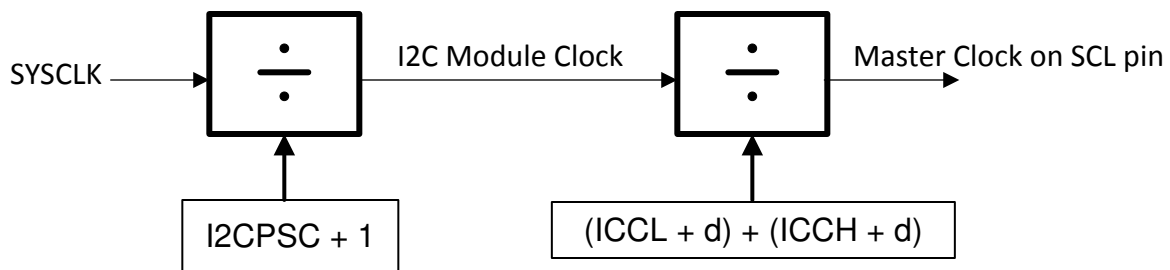 SYSCLK
I2C Module Clock
Master Clock on SCL pin
I2CPSC + 1
(ICCL + d) + (ICCH + d)